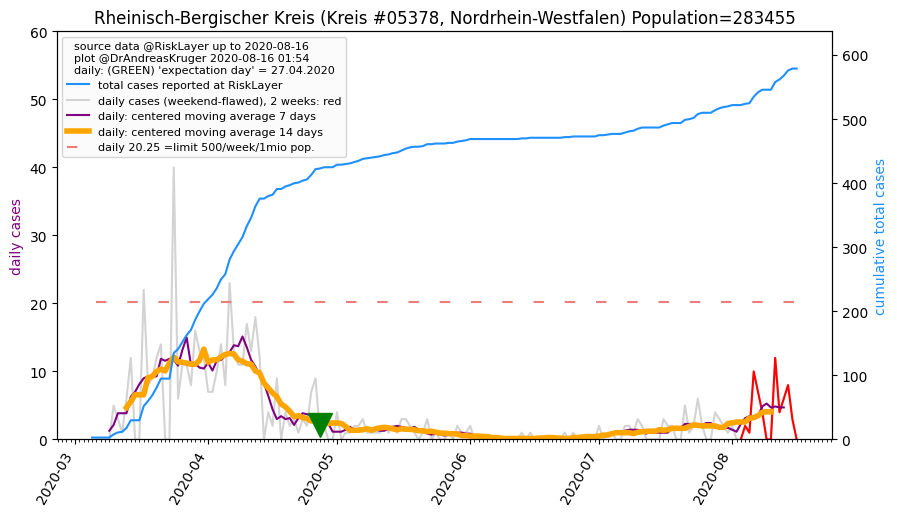 Rheinisch-Bergischer Kreis (Kreis #05378, Nordrhein-Westfalen) Population=283455
source data @RiskLayer up to 2020-08-16
plot @DrAndreasKruger 2020-08-16 01:54
daily: (GREEN) 'expectation day' = 27.04.2020
total cases reported at RiskLayer
daily cases (weekend-flawed), 2 weeks: red
daily: centered moving average 7 days
daily: centered moving average 14 days
daily 20.25 =limit 500/week/1mio pop.
daily cases
60
50
40
30
20
10
0
600
500
400
300
200
100
0
cumulative total cases
2020-03
2020-04
2020-05
2020-06
2020-07
2020-08